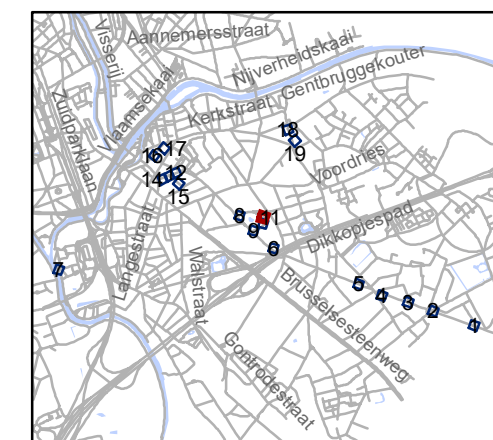 Aannemersstraat
Visserij
Nijverheidskaai
Gentbruggekouter
Vlaamsekaai
Zuidparklaan
Kerkstraat
18
19
17
16
12
14
15
Voordries
8
11
9
6
Dikkopjespad
Langestraat
Walstraat
7
5
4
3
2
1
Brusselsesteenweg
Gontrodestraat